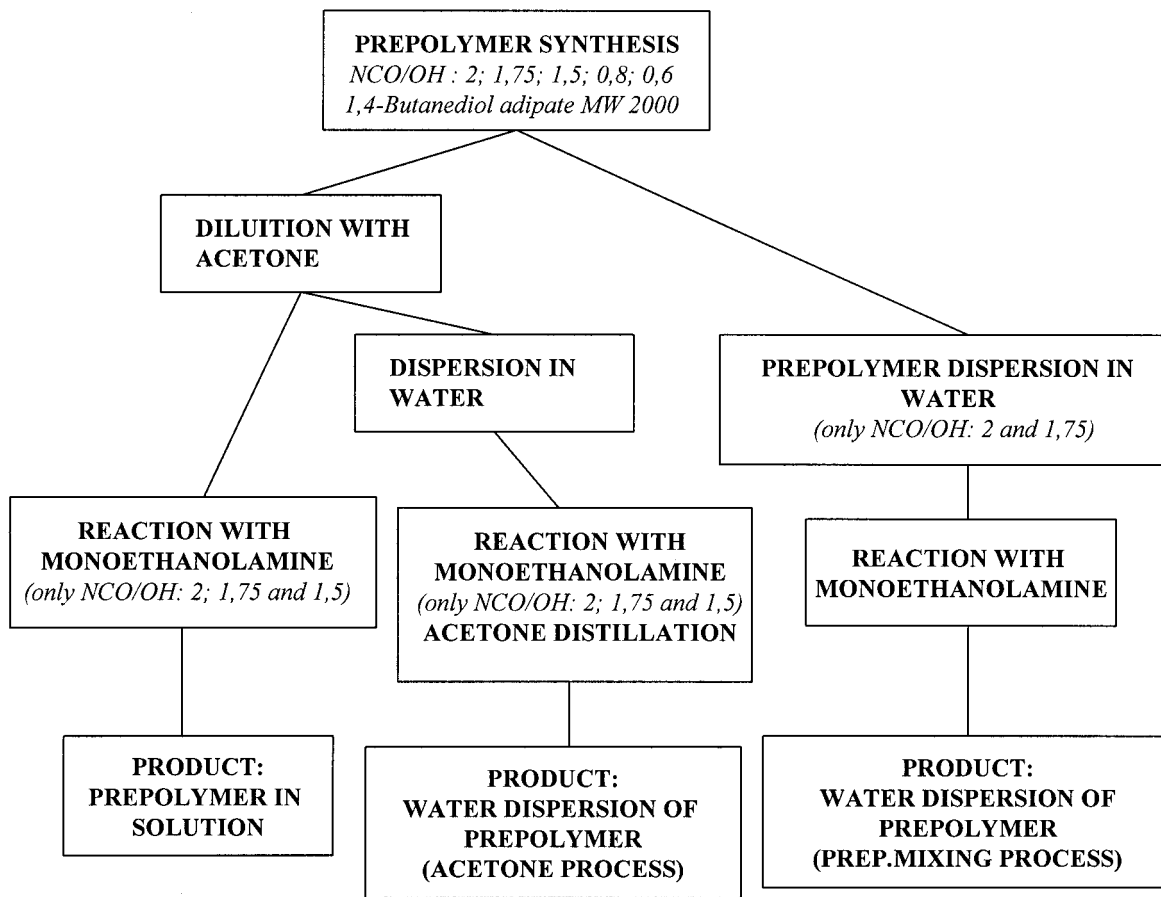 PREPOLYMER SYNTHESIS
NCO/OH : 2; 1,75; 1,5; 0,8; 0,6
1,4-Butanediol adipate MW 2000
DILUITION WITH
ACETONE
DISPERSION IN
WATER
PREPOLYMER DISPERSION IN
WATER
(only NCO/OH: 2 and 1,75)
REACTION WITH
MONOETHANOLAMINE
(only NCO/OH: 2; 1,75 and 1,5)
REACTION WITH
MONOETHANOLAMINE
(only NCO/OH: 2; 1,75 and 1,5)
ACETONE DISTILLATION
REACTION WITH
MONOETHANOLAMINE
PRODUCT:
PREPOLYMER IN
SOLUTION
PRODUCT:
WATER DISPERSION OF
PREPOLYMER
(ACETONE PROCESS)
PRODUCT:
WATER DISPERSION OF
PREPOLYMER
(PREP.MIXING PROCESS)